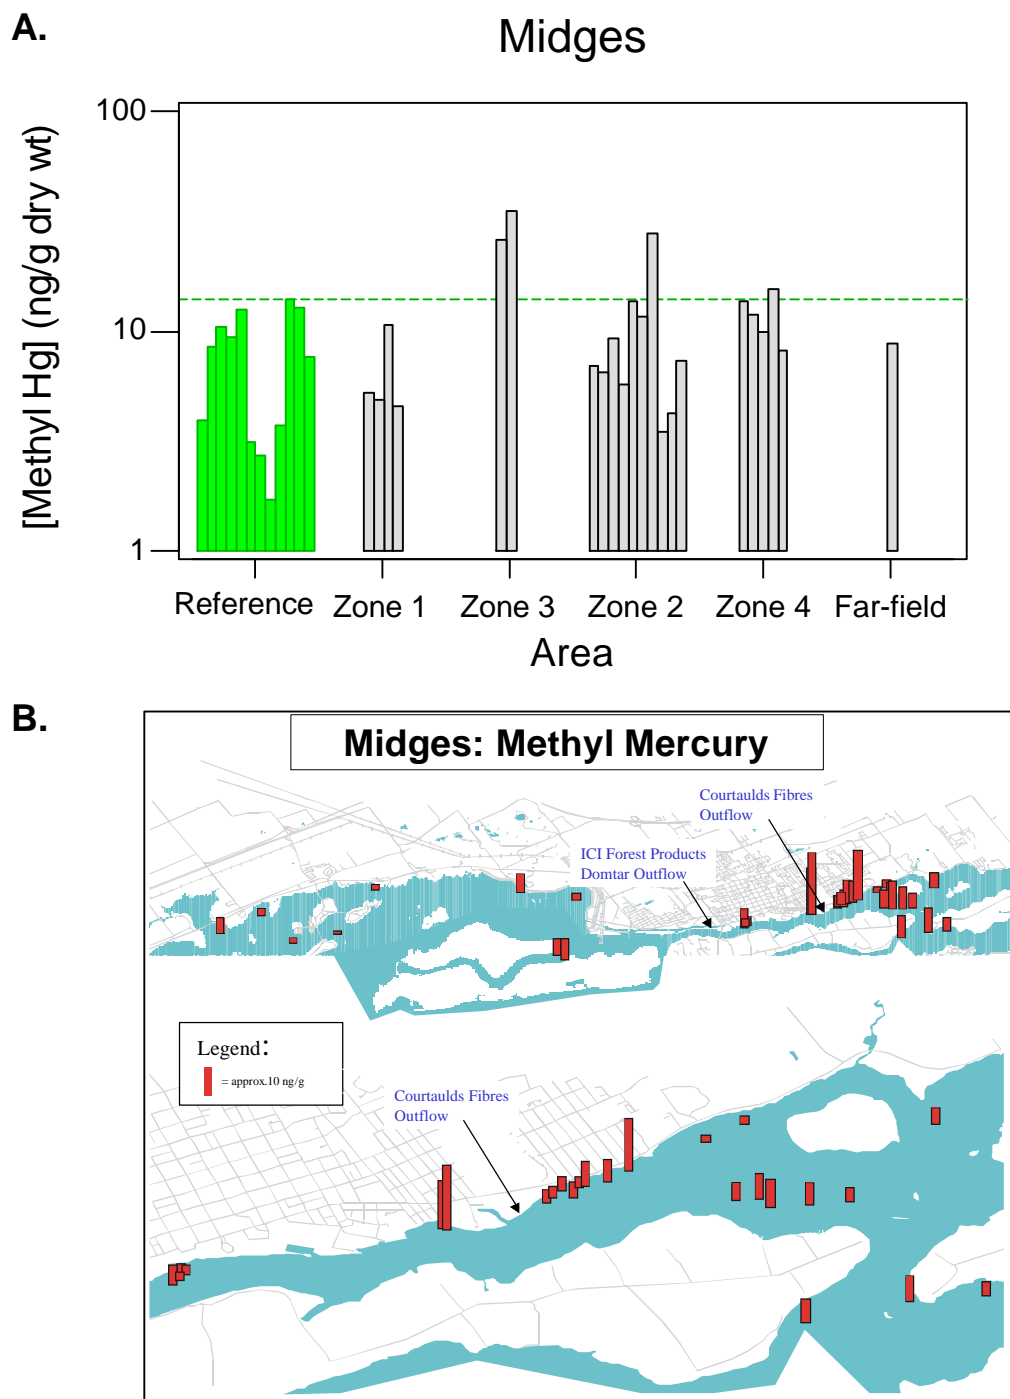 A.
Midges
100
10
1
[Methyl Hg] (ng/g dry wt)
Reference
Zone 1
Zone 3
Zone 2
Zone 4
Far-field
Area
B.
Midges: Methyl Mercury
Courtaulds Fibres
Outflow
ICI Forest Products
Domtar Outflow
Legend:
= approx.10 ng/g
Courtaulds Fibres
Outflow